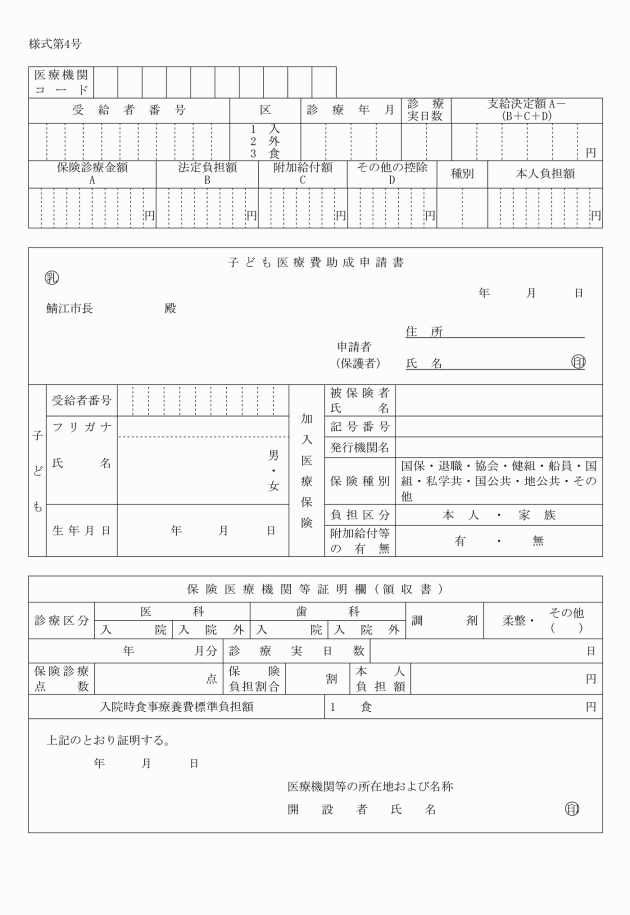 様式第4号
医療機関
コード
受給者番号 区 診療年月 診療実日数 支給決定額 A－(B＋C＋D)
1 入
2 外
3 食
円
保険診療金額 A 法定負担額 B 附加給付額 C その他の控除 D 種別 本人負担額
円 円 円 円 円
子ども医療費助成申請書
乳
年 月 日
鯖江市長 殿
住所
申請者
(保護者) 氏名 印
子ども
受給者番号
フリガナ
氏名
男・女
生年月日 年 月 日
加入医療保険
被保険者
氏名
記号番号
発行機関名
保険種別
国保・退職・協会・健組・船員・国
組・私学共・国公共・地公共・その
他
負担区分 本人・家族
附加給付等
の有無 有・無
保険医療機関等証明欄(領収書)
診療区分 医科 歯科 調剤 柔整・ その他( )
入院 入院外 入院 入院外
年 月分 診療実日数 日
保険診療
点数 点 保険
負担割合 割 本人
負担額 円
入院時食事療養費標準負担額 1食 円
上記のとおり証明する。
年 月 日
医療機関等の所在地および名称
開設者氏名 印